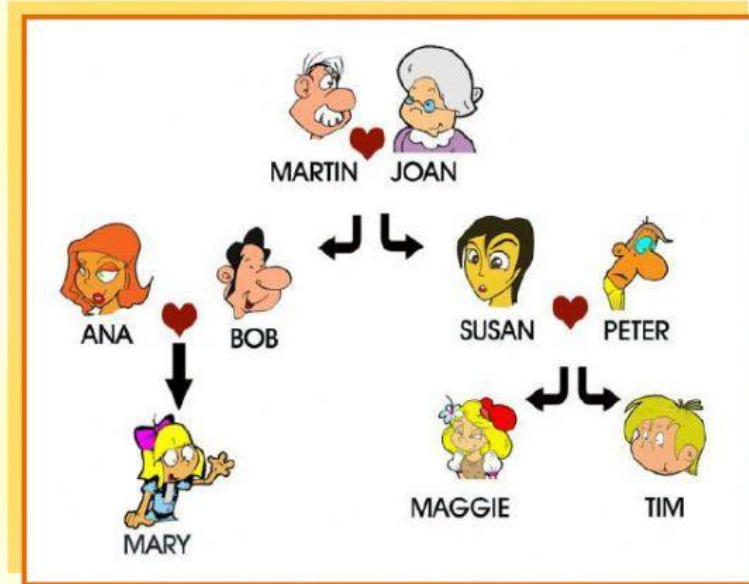 MARTIN JOAN
ANA BOB SUSAN PETER
MAGGIE TIM
MARY